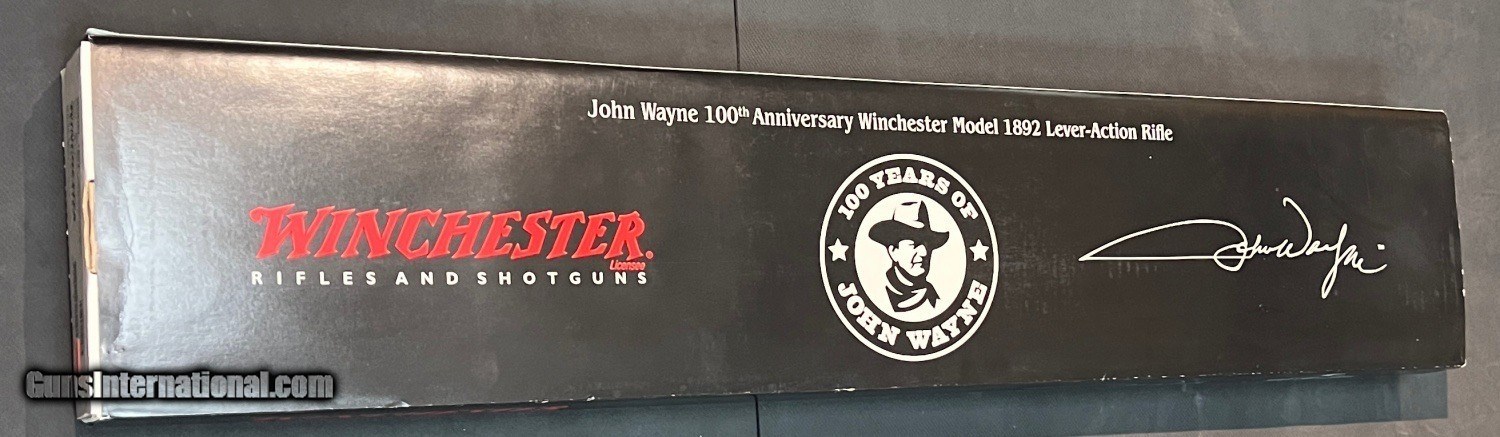 John Wayne 100th Anniversary Winchester Model 1892 Lever-Action Rifle
WINCHESTER.
Licensee
RIFLES AND SHOTGUNS
100 YEARS OF
JOHN WAYNE
John Wayne
GunsInternational.com